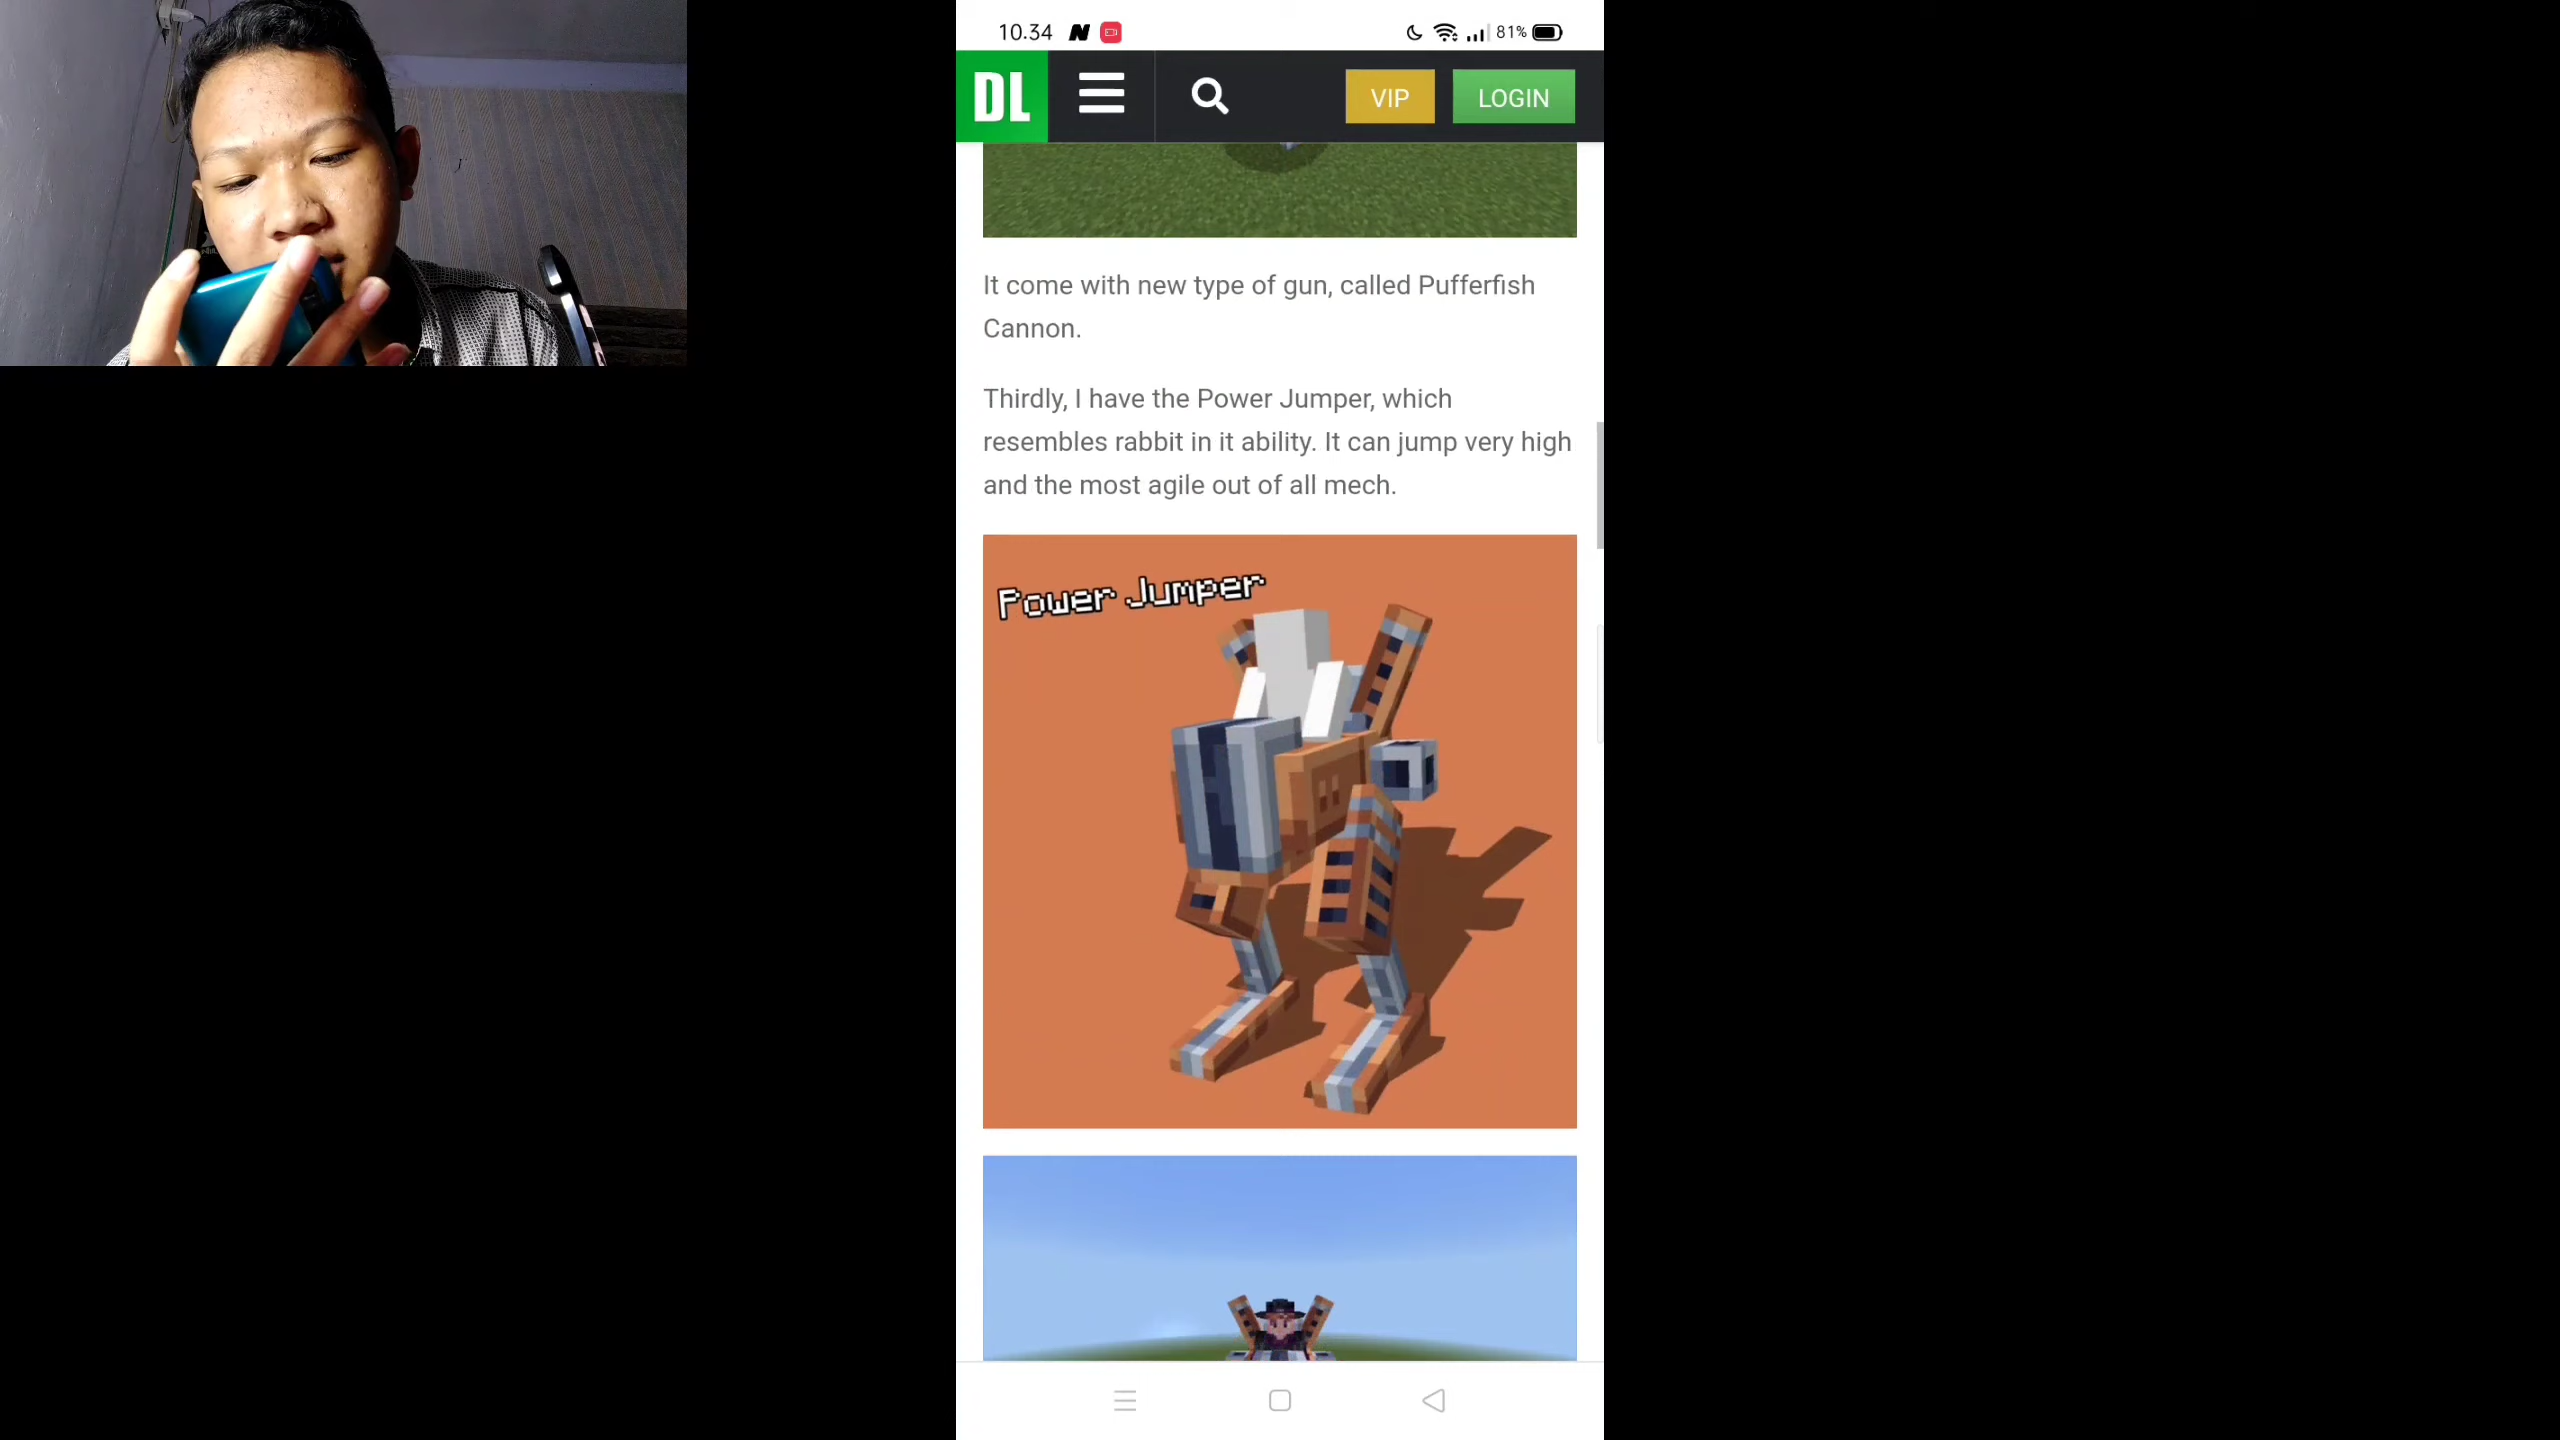 10.34 N 81%
DL VIP LOGIN
It come with new type of gun, called Pufferfish
Cannon.
Thirdly, I have the Power Jumper, which
resembles rabbit in it ability. It can jump very high
and the most agile out of all mech.
Power Jumper